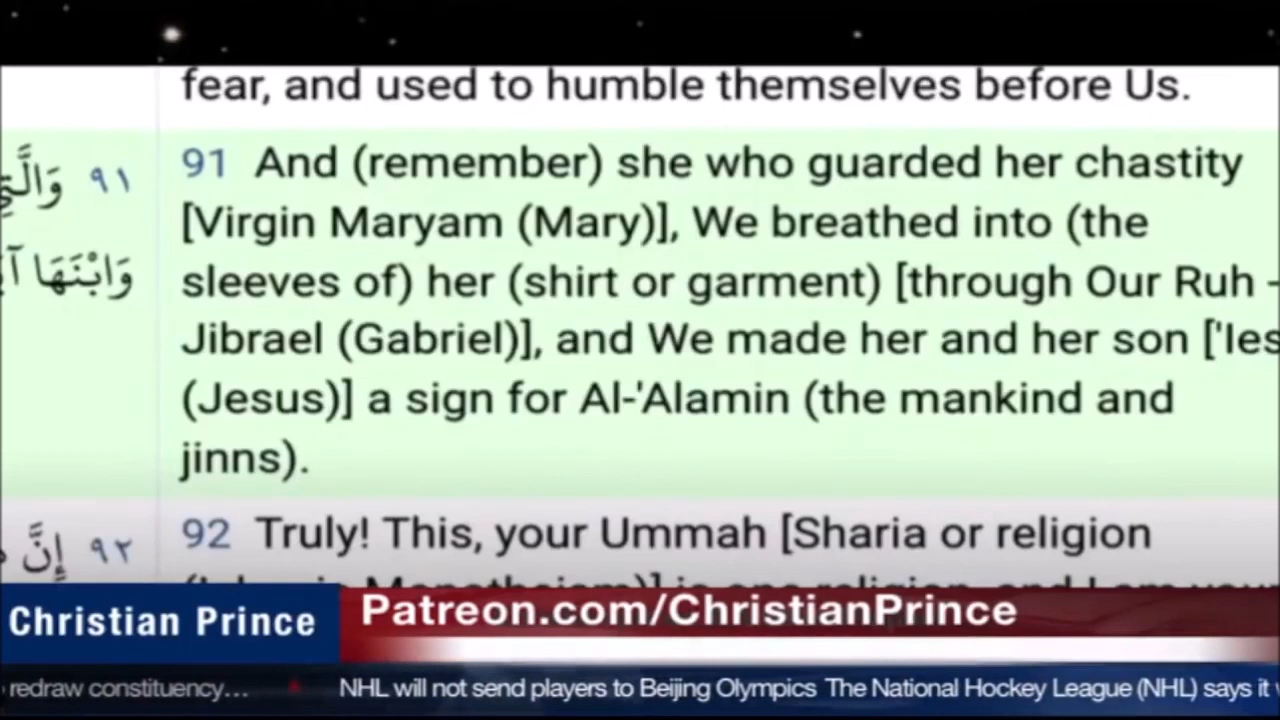 fear, and used to humble themselves before Us.
٩١
91 And (remember) she who guarded her chastity
[Virgin Maryam (Mary)], We breathed into (the
وَابْنَهَا
sleeves of) her (shirt or garment) [through Our Ruh -
Jibrael (Gabriel)], and We made her and her son ['Ies
(Jesus)] a sign for Al-'Alamin (the mankind and
jinns).
إِنَّ ٩٢
92 Truly! This, your Ummah [Sharia or religion
Christian Prince
Patreon.com/ChristianPrince
redraw constituency... NHL will not send players to Beijing Olympics The National Hockey League (NHL) says it